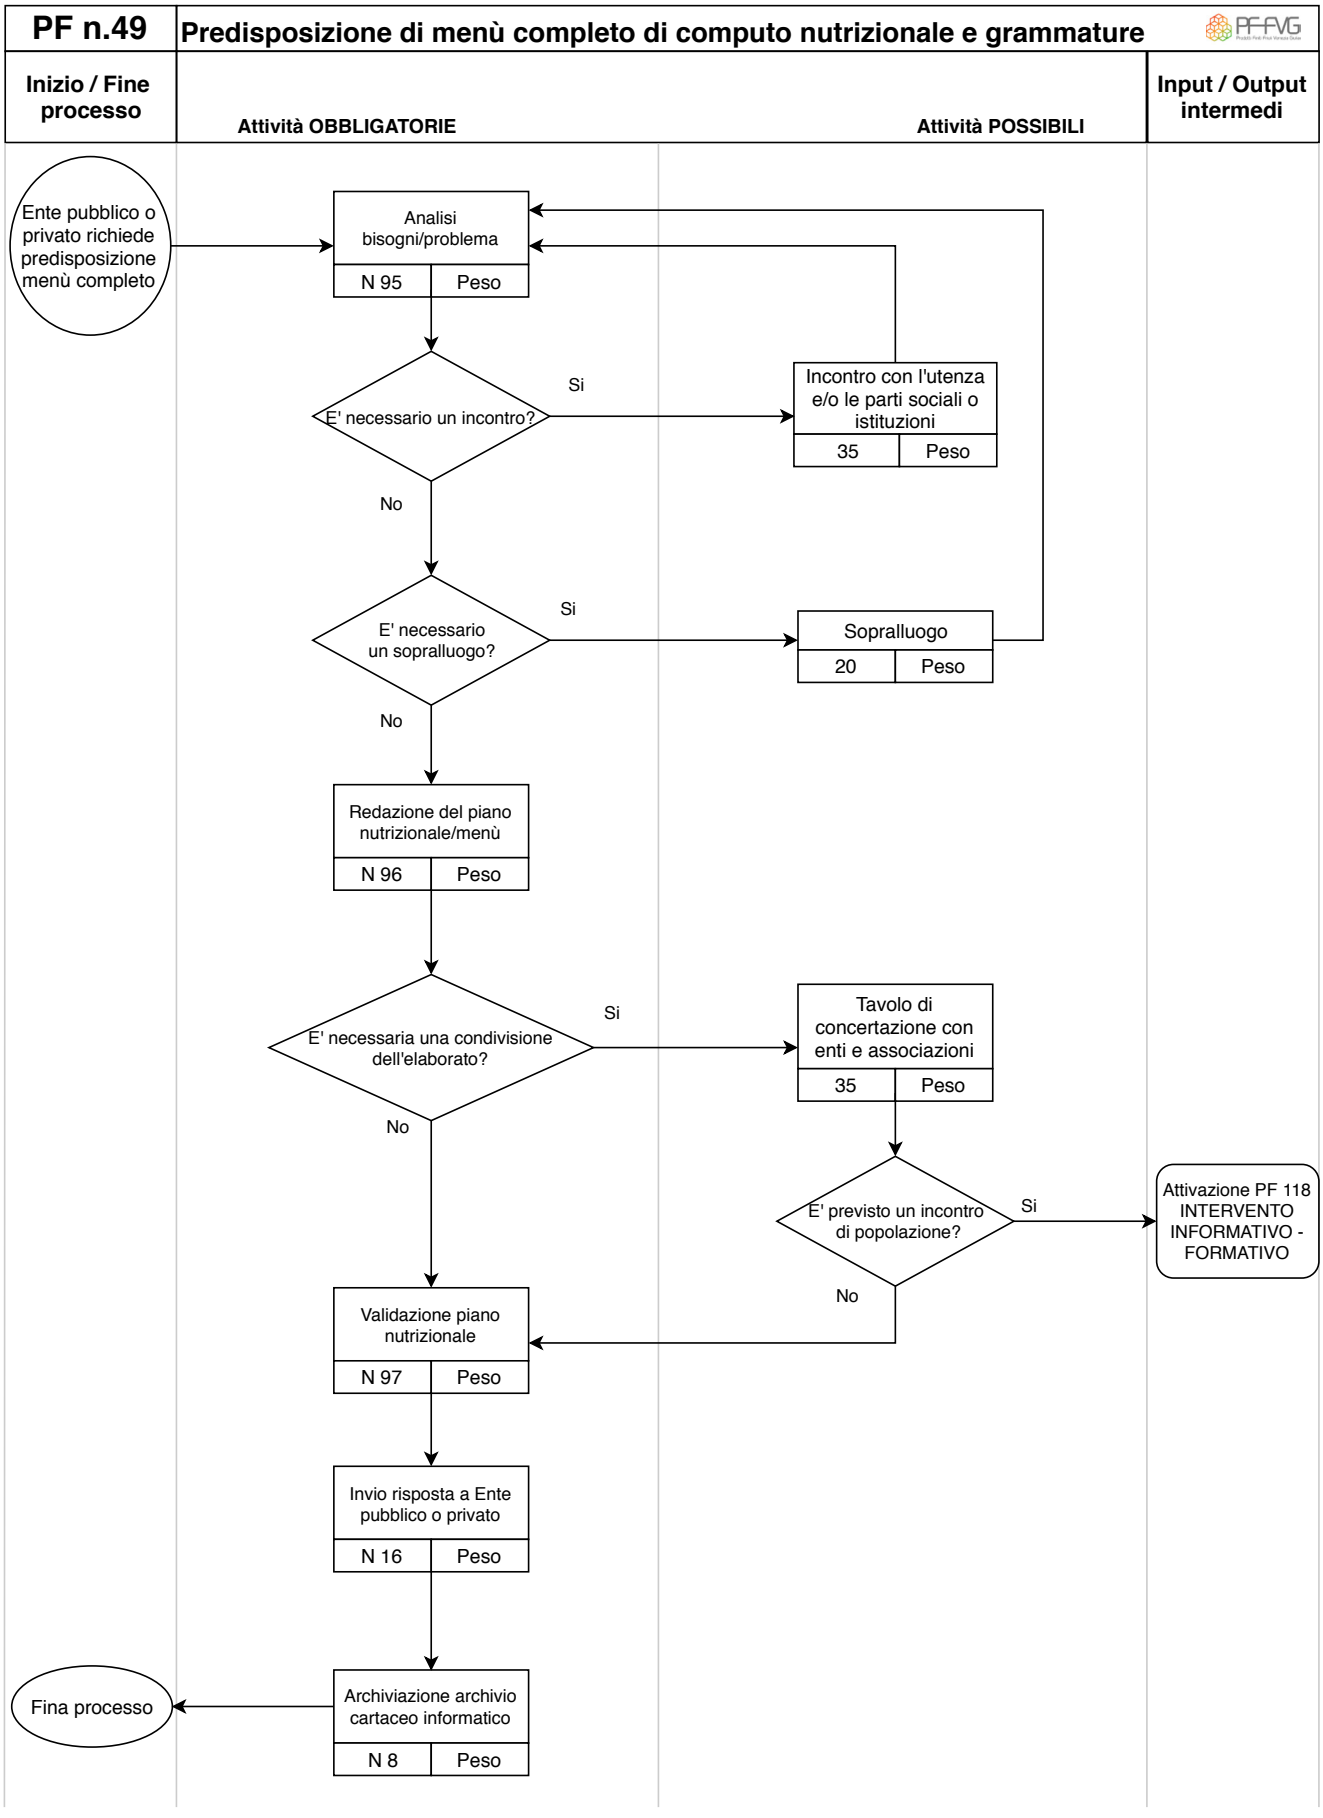 PF n.49
Predisposizione di menù completo di computo nutrizionale e grammature
PF-FVG
Inizio / Fine
processo
Attività OBBLIGATORIE
Attività POSSIBILI
Input / Output
intermedi
Ente pubblico o
privato richiede
predisposizione
menù completo
Analisi
bisogni/problema
N 95
Peso
E' necessario un incontro?
Si
Incontro con l'utenza
e/o le parti sociali o
istituzioni
35
Peso
No
E' necessario
un sopralluogo?
Si
Sopralluogo
20
Peso
No
Redazione del piano
nutrizionale/menù
N 96
Peso
E' necessaria una condivisione
dell'elaborato?
Si
Tavolo di
concertazione con
enti e associazioni
35
Peso
No
E' previsto un incontro
di popolazione?
Si
Attivazione PF 118
INTERVENTO
INFORMATIVO -
FORMATIVO
No
Validazione piano
nutrizionale
N 97
Peso
Invio risposta a Ente
pubblico o privato
N 16
Peso
Fina processo
Archiviazione archivio
cartaceo informatico
N 8
Peso